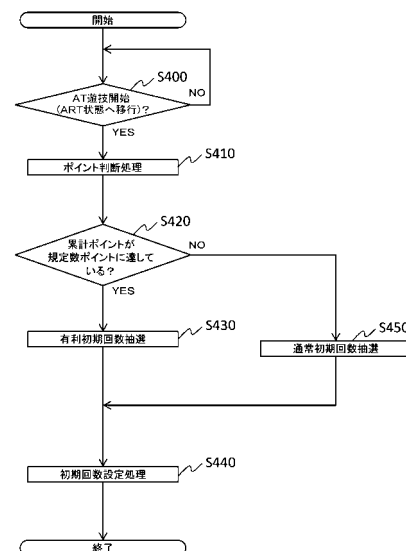 開始
S400
AT遊技開始
(ART状態へ移行)?
NO
YES
S410
ポイント判断処理
S420
累計ポイントが
規定数ポイントに達して
いる?
NO
YES
S430
有利初期回数抽選
S450
通常初期回数抽選
S440
初期回数設定処理
終了